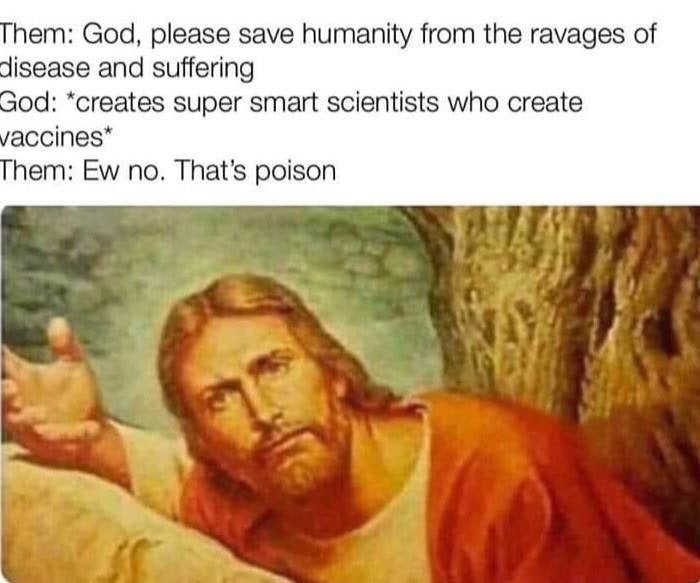 Them: God, please save humanity from the ravages of
disease and suffering
God: *creates super smart scientists who create
vaccines*
Them: Ew no. That's poison